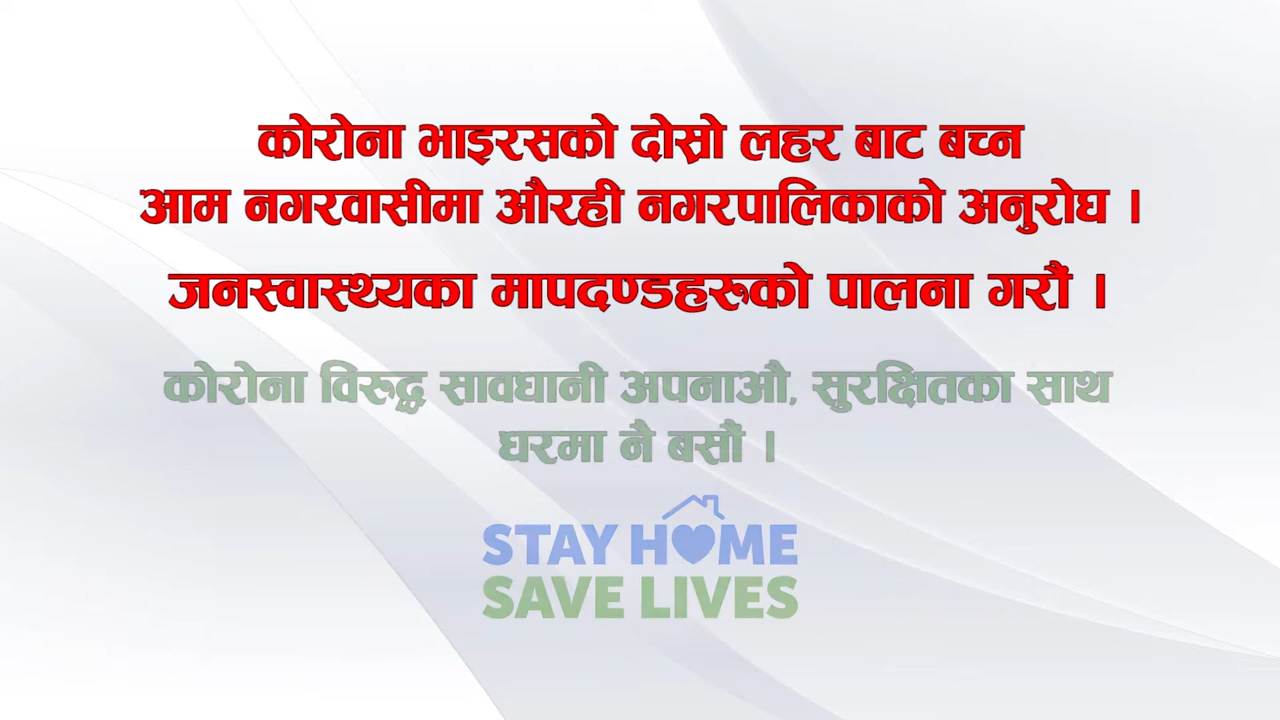 कोरोना भाइरसको दोस्रो लहर बाट बच्न
आम नगरवासीमा औरही नगरपालिकाको अनुरोघ ।
जनस्वास्थ्यका मापदण्डहरुको पालना गरौं ।
कोरोना विरुद्ध सावधानी अपनाऔ, सुरक्षितका साथ
घरमा नै बसौं ।
STAY HOME
SAVE LIVES